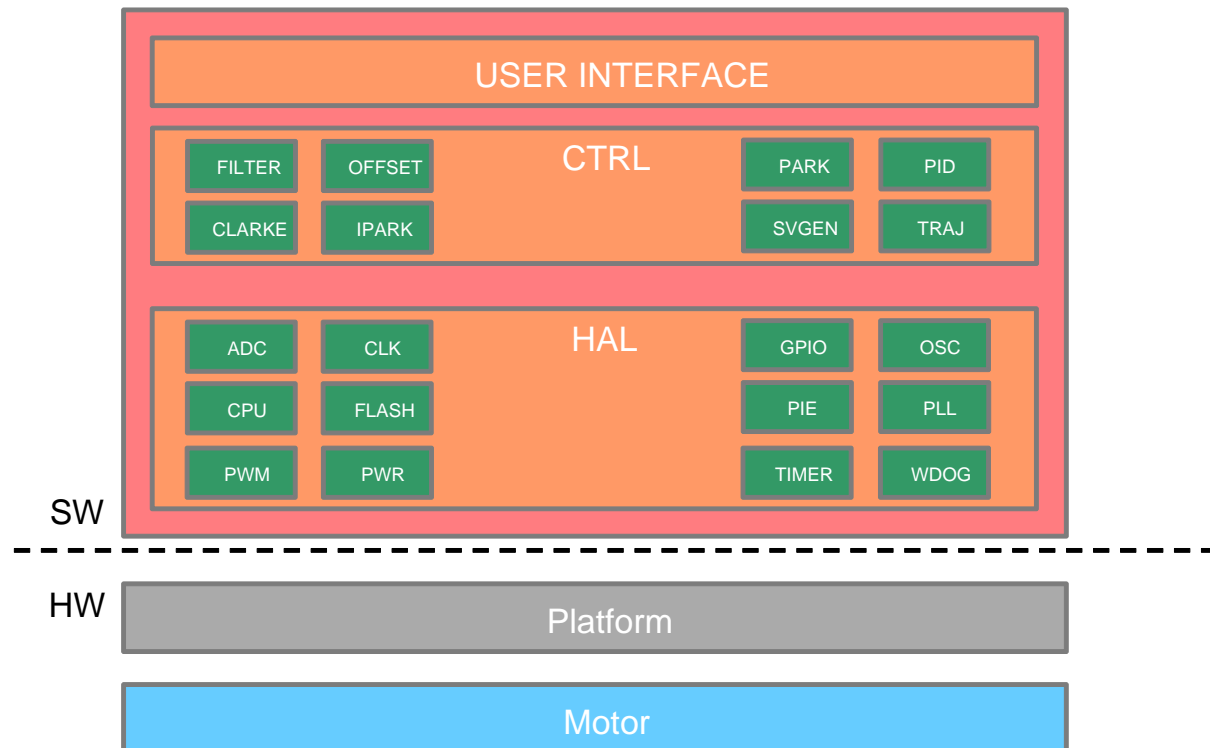 USER INTERFACE
CTRL
FILTER OFFSET PARK PID
CLARKE IPARK SVGEN TRAJ
HAL
ADC CLK GPIO OSC
CPU FLASH PIE PLL
PWM PWR TIMER WDOG
SW
HW
Platform
Motor